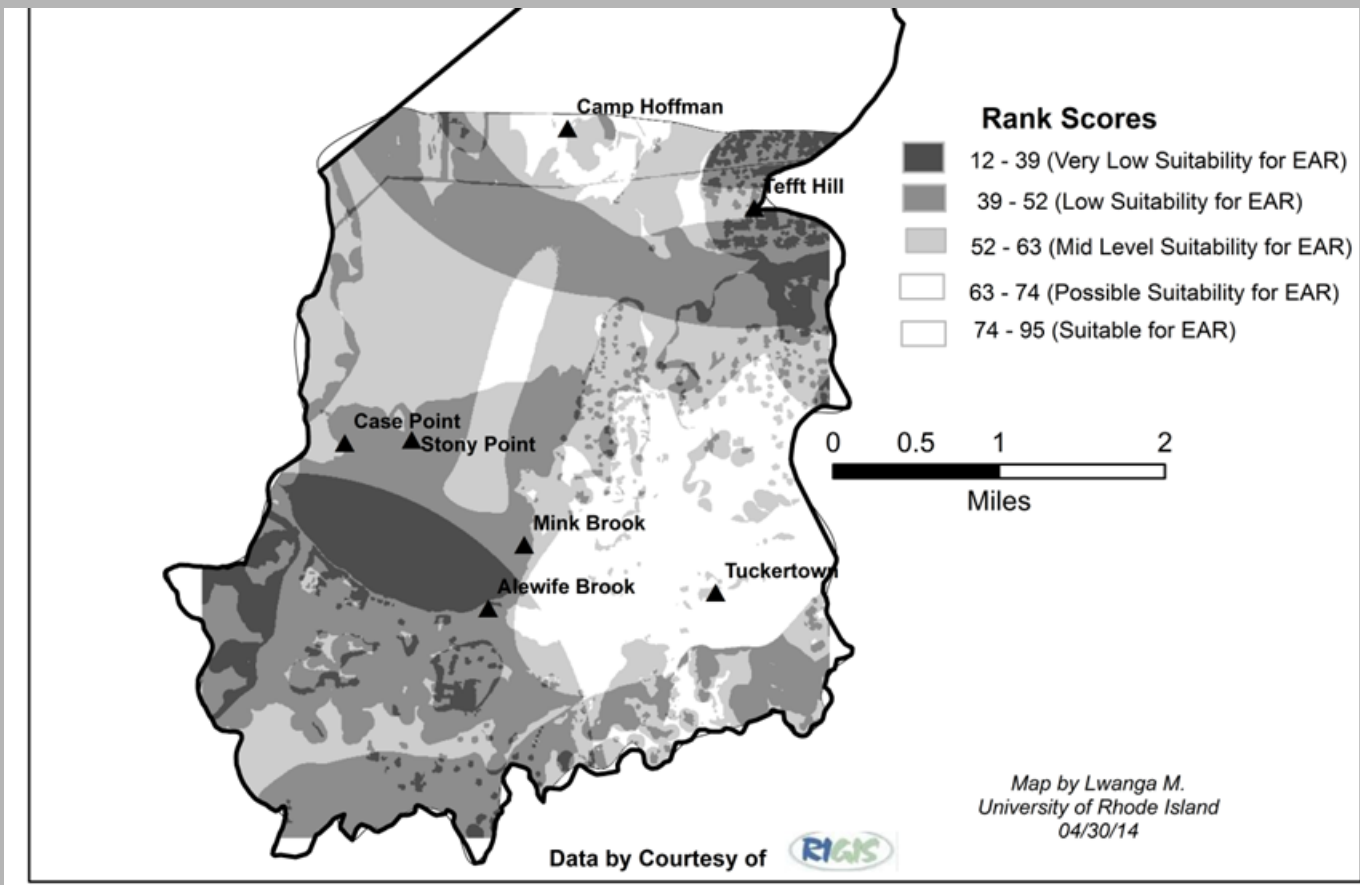 Camp Hoffman
Tefft Hill
Case Point
Stony Point
Mink Brook
Alewife Brook
Tuckertown
Rank Scores
12 - 39 (Very Low Suitability for EAR)
39 - 52 (Low Suitability for EAR)
52 - 63 (Mid Level Suitability for EAR)
63 - 74 (Possible Suitability for EAR)
74 - 95 (Suitable for EAR)
0 0.5 1 2
Miles
Map by Lwanga M.
University of Rhode Island
04/30/14
Data by Courtesy of RIGIS